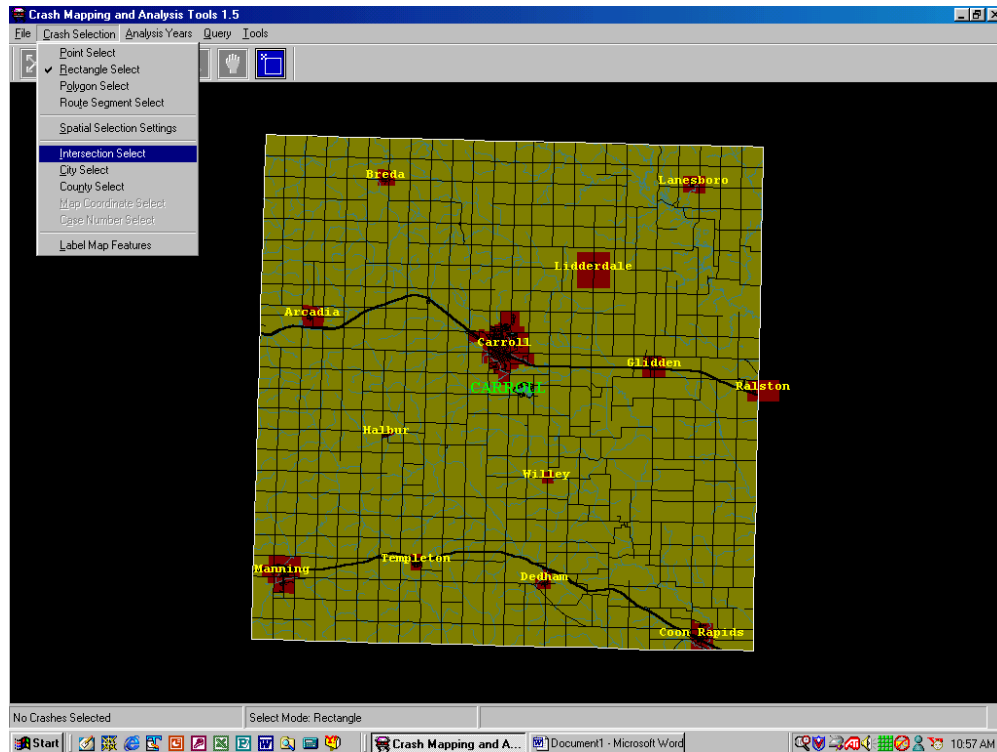 Crash Mapping and Analysis Tools 1.5
File Crash Selection Analysis Years Query Tools
Point Select
Rectangle Select
Polygon Select
Route Segment Select
Spatial Selection Settings
Intersection Select
City Select
County Select
Map Coordinate Select
Case Number Select
Label Map Features
Breda
Lanesboro
Lidderdale
Arcadia
Carroll
Glidden
Ralston
CARROLL
Halbur
Willey
Templeton
Manning
Dedham
Coon Rapids
No Crashes Selected
Select Mode: Rectangle
Start
Crash Mapping and A...
Document1 - Microsoft Word
10:57 AM